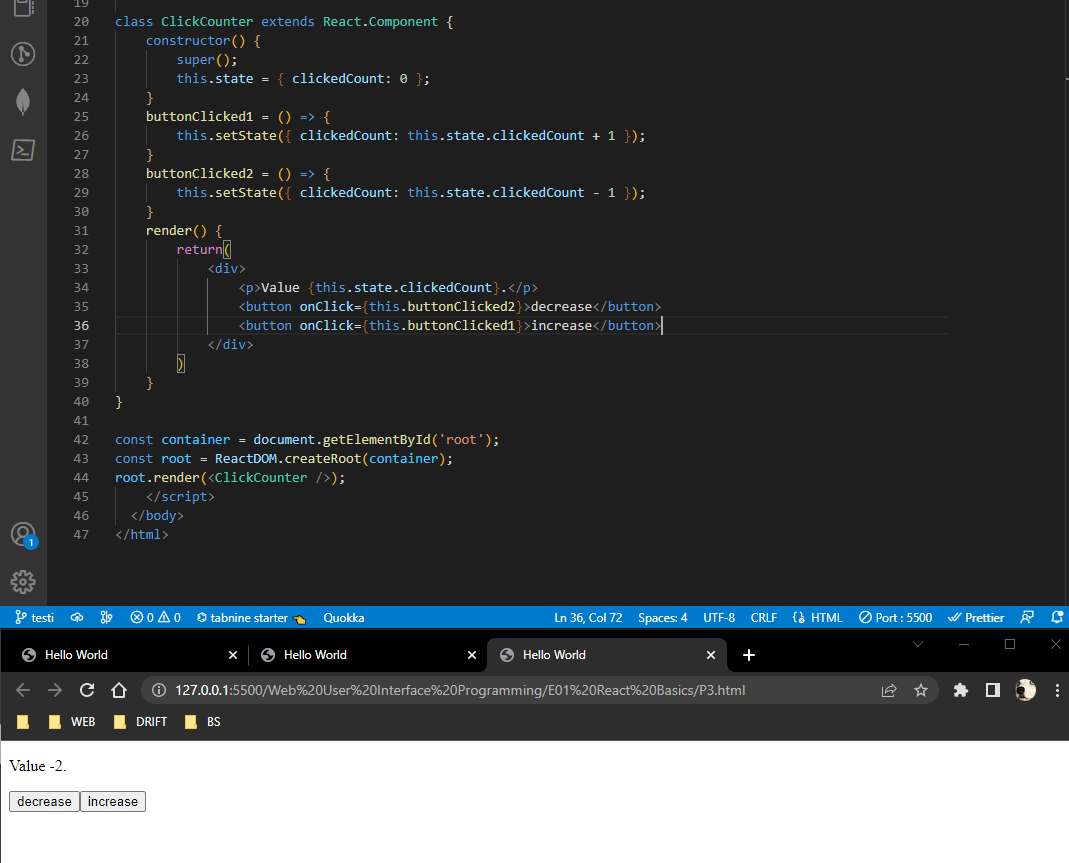 19
20 class ClickCounter extends React.Component {
21 constructor() {
22 super();
23 this.state = { clickedCount: 0 };
24 }
25 buttonClicked1 = () => {
26 this.setState({ clickedCount: this.state.clickedCount + 1 });
27 }
28 buttonClicked2 = () => {
29 this.setState({ clickedCount: this.state.clickedCount - 1 });
30 }
31 render() {
32 return(
33 <div>
34 <p>Value {this.state.clickedCount}.</p>
35 <button onClick={this.buttonClicked2}>decrease</button>
36 <button onClick={this.buttonClicked1}>increase</button>
37 </div>
38 )
39 }
40 }
41
42 const container = document.getElementById('root');
43 const root = ReactDOM.createRoot(container);
44 root.render(<ClickCounter />);
45 </script>
46 </body>
47 </html>
1
testi 0 0 tabnine starter Quokka Ln 36, Col 72 Spaces: 4 UTF-8 CRLF HTML Port : 5500 Prettier
Hello World Hello World Hello World
127.0.0.1:5500/Web%20User%20Interface%20Programming/E01%20React%20Basics/P3.html
WEB DRIFT BS
Value -2.
decrease increase